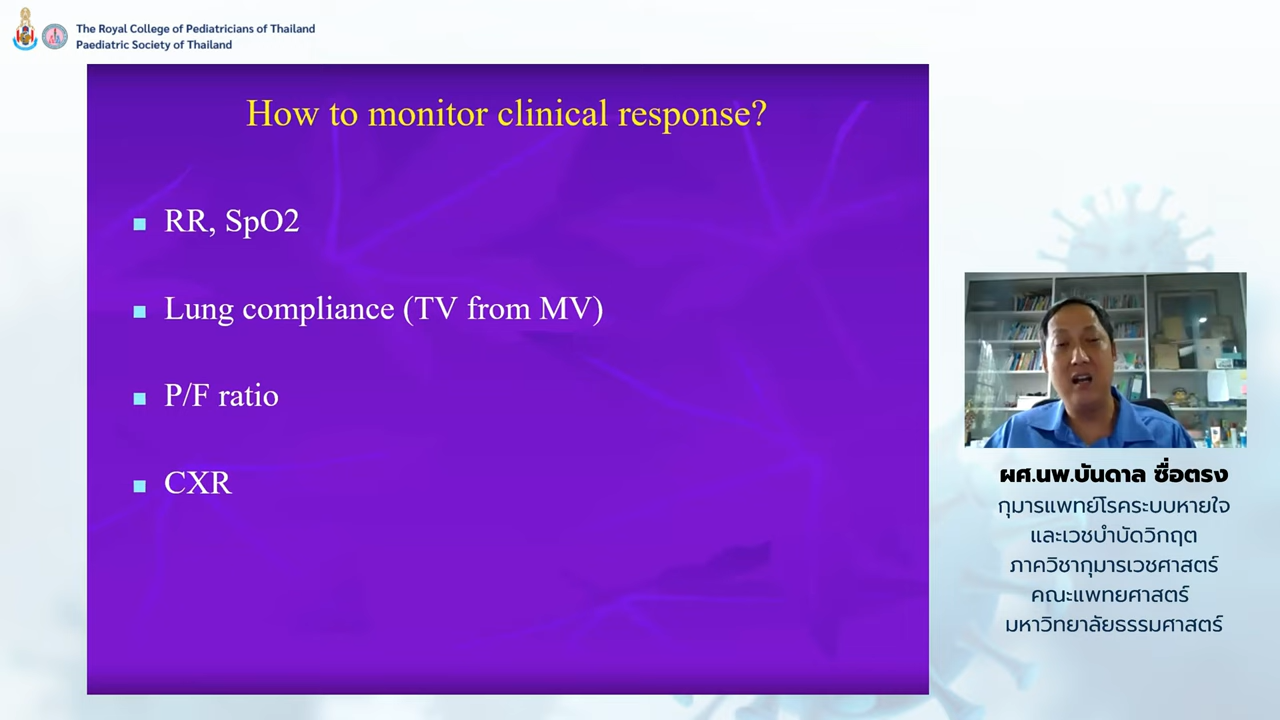 The Royal College of Pediatricians of Thailand
Paediatric Society of Thailand
How to monitor clinical response?
RR, SpO2
Lung compliance (TV from MV)
P/F ratio
CXR
ผศ.นพ.บันดาล ซื่อตรง
กุมารแพทย์โรคระบบหายใจ
และเวชบำบัดวิกฤต
ภาควิชากุมารเวชศาสตร์
คณะแพทยศาสตร์
มหาวิทยาลัยธรรมศาสตร์